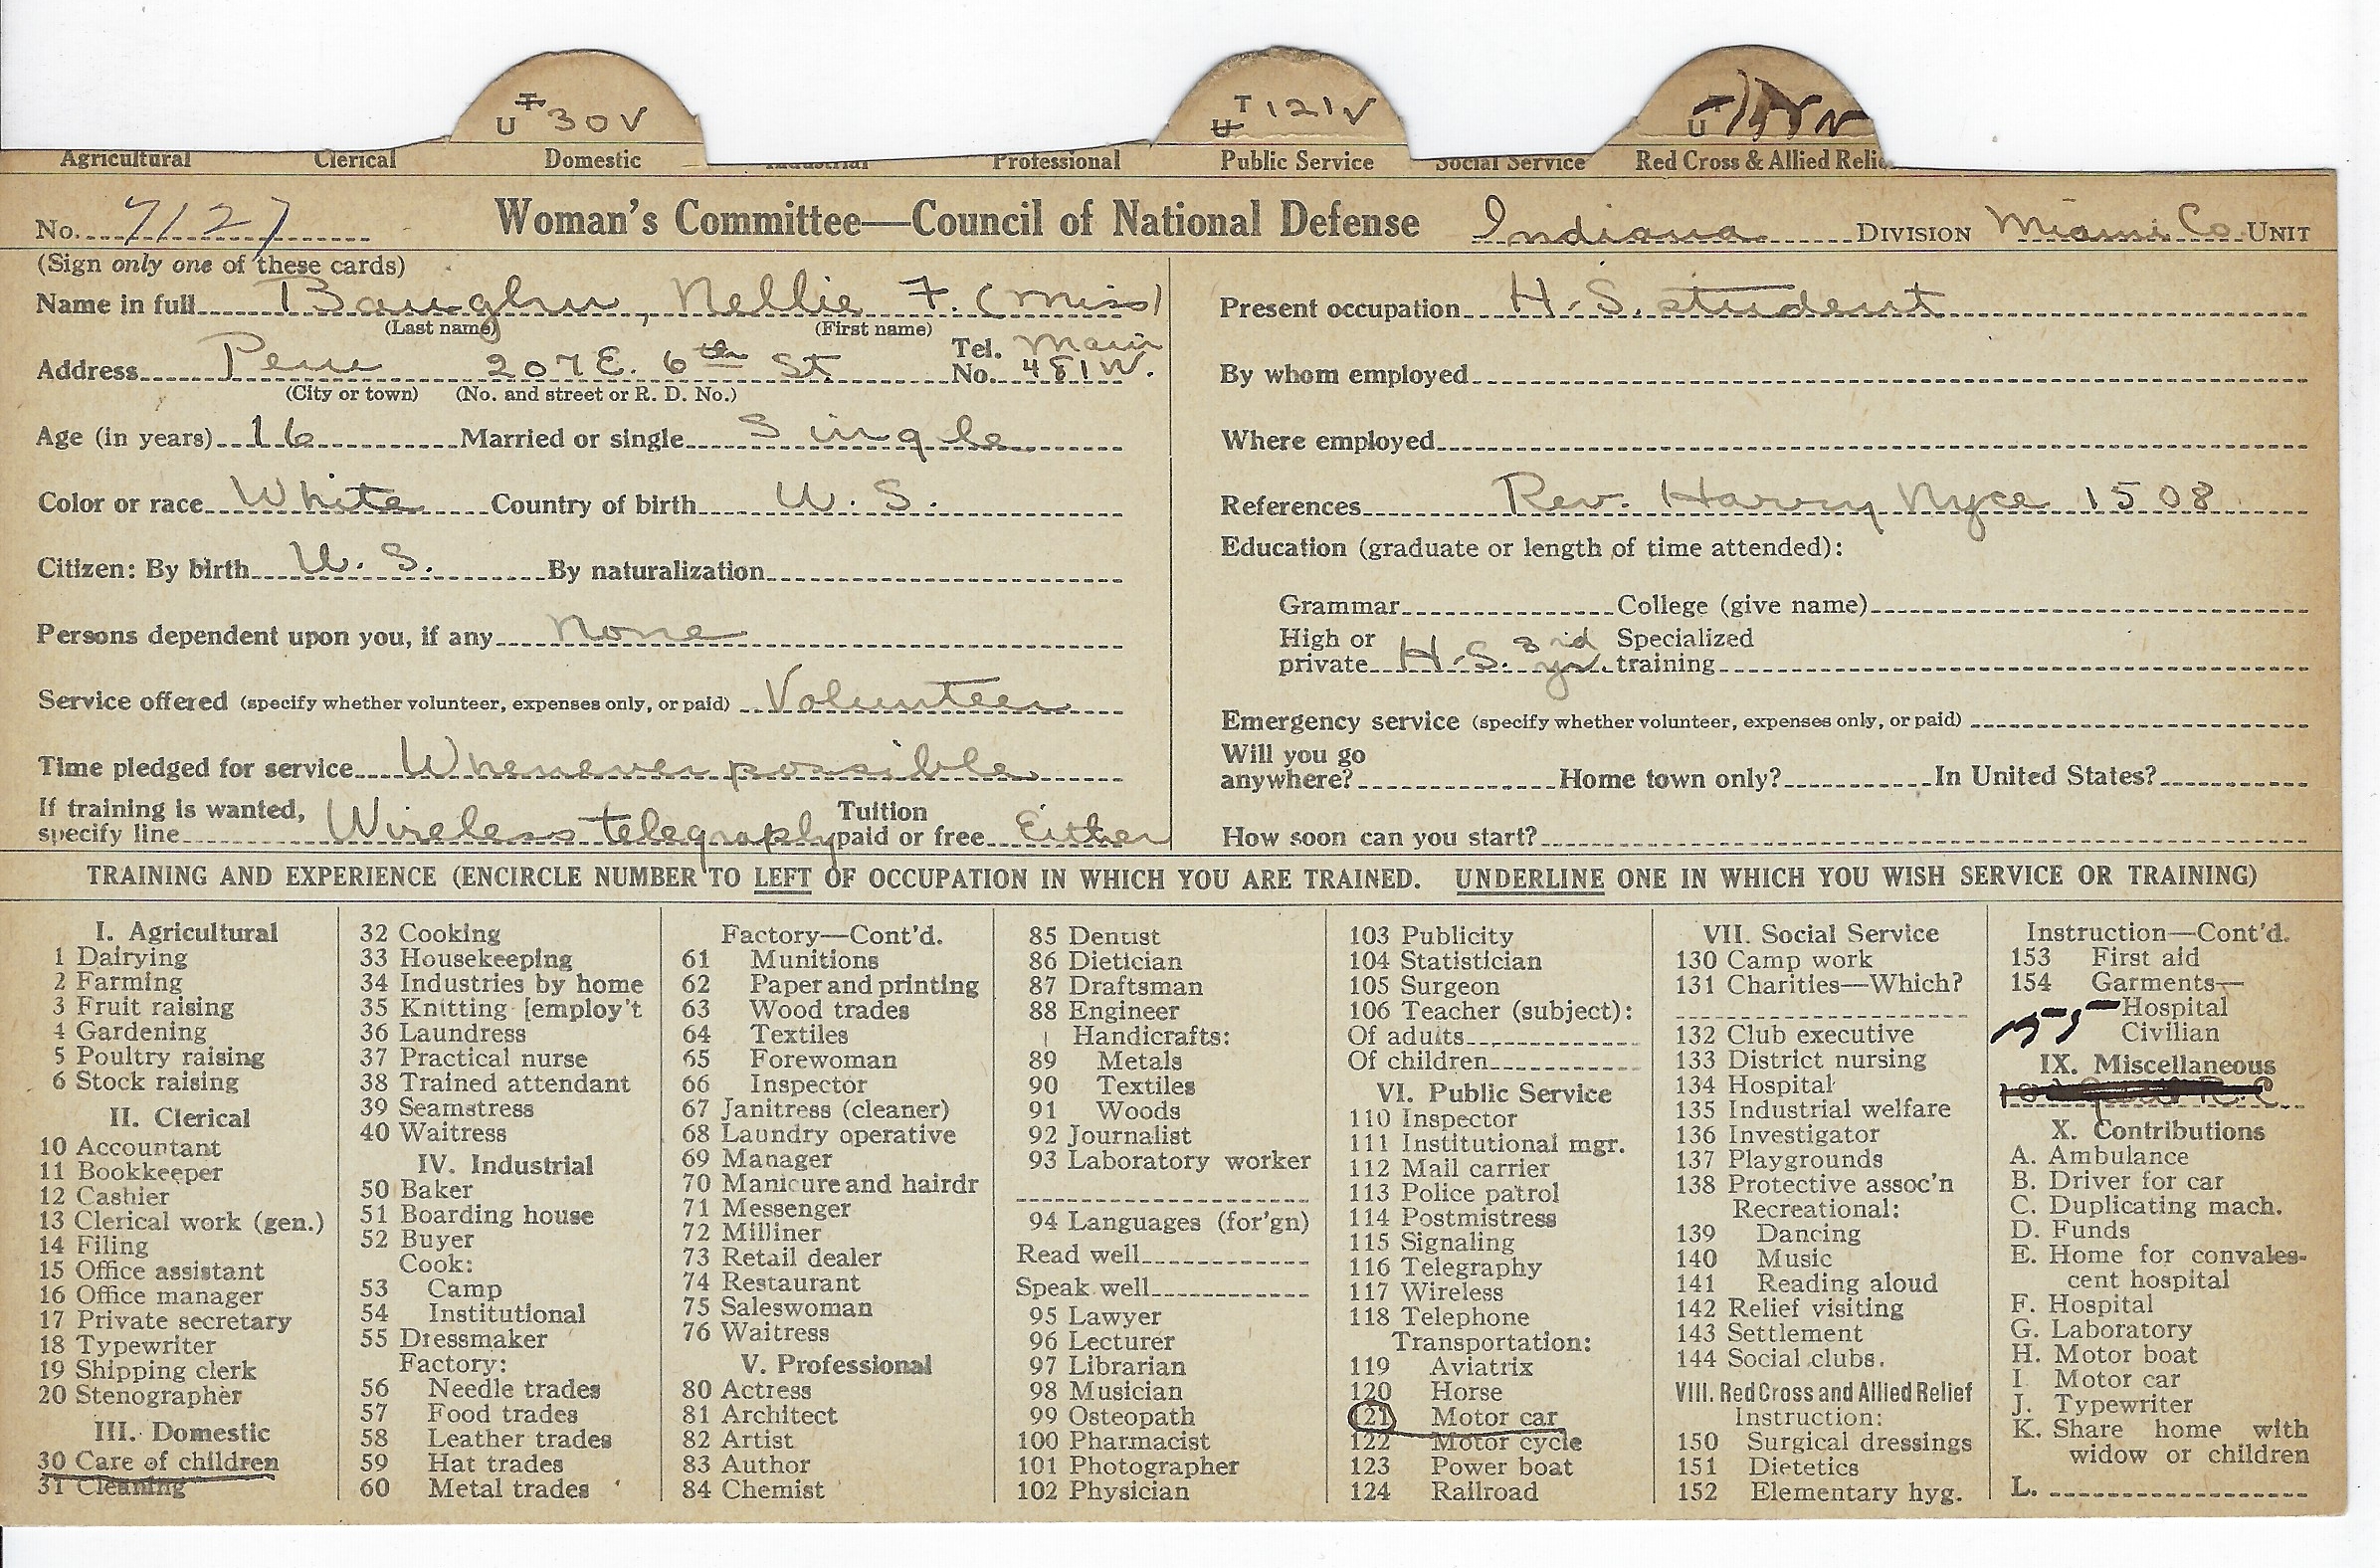 U T 30V
U T 121V
U T
Agricultural Clerical Domestic Industrial Professional Public Service Social Service Red Cross & Allied Relie
No. 7127 Woman's Committee—Council of National Defense Indiana DIVISION Miami Co. UNIT
(Sign only one of these cards)
Name in full Baughn, Nellie F. (Miss)
(Last name) (First name)
Address Peru 207 E. 6th St. Tel. No. Main 481W.
(City or town) (No. and street or R. D. No.)
Age (in years) 16 Married or single Single
Color or race White Country of birth U. S.
Citizen: By birth U. S. By naturalization
Persons dependent upon you, if any None
Service offered (specify whether volunteer, expenses only, or paid) Volunteer
Time pledged for service Whenever possible
If training is wanted, specify line Wireless telegraphy Tuition paid or free Either
Present occupation H. S. student
By whom employed
Where employed
References Rev. Harvy Nyce 1508
Education (graduate or length of time attended):
Grammar College (give name)
High or private H. S. 3rd yr. Specialized training
Emergency service (specify whether volunteer, expenses only, or paid)
Will you go anywhere? Home town only? In United States?
How soon can you start?
TRAINING AND EXPERIENCE (ENCIRCLE NUMBER TO LEFT OF OCCUPATION IN WHICH YOU ARE TRAINED. UNDERLINE ONE IN WHICH YOU WISH SERVICE OR TRAINING)
I. Agricultural
1 Dairying
2 Farming
3 Fruit raising
4 Gardening
5 Poultry raising
6 Stock raising
II. Clerical
10 Accountant
11 Bookkeeper
12 Cashier
13 Clerical work (gen.)
14 Filing
15 Office assistant
16 Office manager
17 Private secretary
18 Typewriter
19 Shipping clerk
20 Stenographer
III. Domestic
30 Care of children
31 Cleaning
32 Cooking
33 Housekeeping
34 Industries by home
35 Knitting [employ't
36 Laundress
37 Practical nurse
38 Trained attendant
39 Seamstress
40 Waitress
IV. Industrial
50 Baker
51 Boarding house
52 Buyer
Cook:
53 Camp
54 Institutional
55 Dressmaker
Factory:
56 Needle trades
57 Food trades
58 Leather trades
59 Hat trades
60 Metal trades
Factory—Cont'd.
61 Munitions
62 Paper and printing
63 Wood trades
64 Textiles
65 Forewoman
66 Inspector
67 Janitress (cleaner)
68 Laundry operative
69 Manager
70 Manicure and hairdr
71 Messenger
72 Milliner
73 Retail dealer
74 Restaurant
75 Saleswoman
76 Waitress
V. Professional
80 Actress
81 Architect
82 Artist
83 Author
84 Chemist
85 Dentist
86 Dietician
87 Draftsman
88 Engineer
Handicrafts:
89 Metals
90 Textiles
91 Woods
92 Journalist
93 Laboratory worker
94 Languages (for'gn)
Read well
Speak well
95 Lawyer
96 Lecturer
97 Librarian
98 Musician
99 Osteopath
100 Pharmacist
101 Photographer
102 Physician
103 Publicity
104 Statistician
105 Surgeon
106 Teacher (subject):
Of adults
Of children
VI. Public Service
110 Inspector
111 Institutional mgr.
112 Mail carrier
113 Police patrol
114 Postmistress
115 Signaling
116 Telegraphy
117 Wireless
118 Telephone
Transportation:
119 Aviatrix
120 Horse
121 Motor car
122 Motor cycle
123 Power boat
124 Railroad
VII. Social Service
130 Camp work
131 Charities—Which?
132 Club executive
133 District nursing
134 Hospital
135 Industrial welfare
136 Investigator
137 Playgrounds
138 Protective assoc'n
Recreational:
139 Dancing
140 Music
141 Reading aloud
142 Relief visiting
143 Settlement
144 Social clubs.
VIII. Red Cross and Allied Relief
Instruction:
150 Surgical dressings
151 Dietetics
152 Elementary hyg.
Instruction—Cont'd.
153 First aid
154 Garments—
Hospital
155 Civilian
IX. Miscellaneous
X. Contributions
A. Ambulance
B. Driver for car
C. Duplicating mach.
D. Funds
E. Home for convales-
cent hospital
F. Hospital
G. Laboratory
H. Motor boat
I. Motor car
J. Typewriter
K. Share home with
widow or children
L.